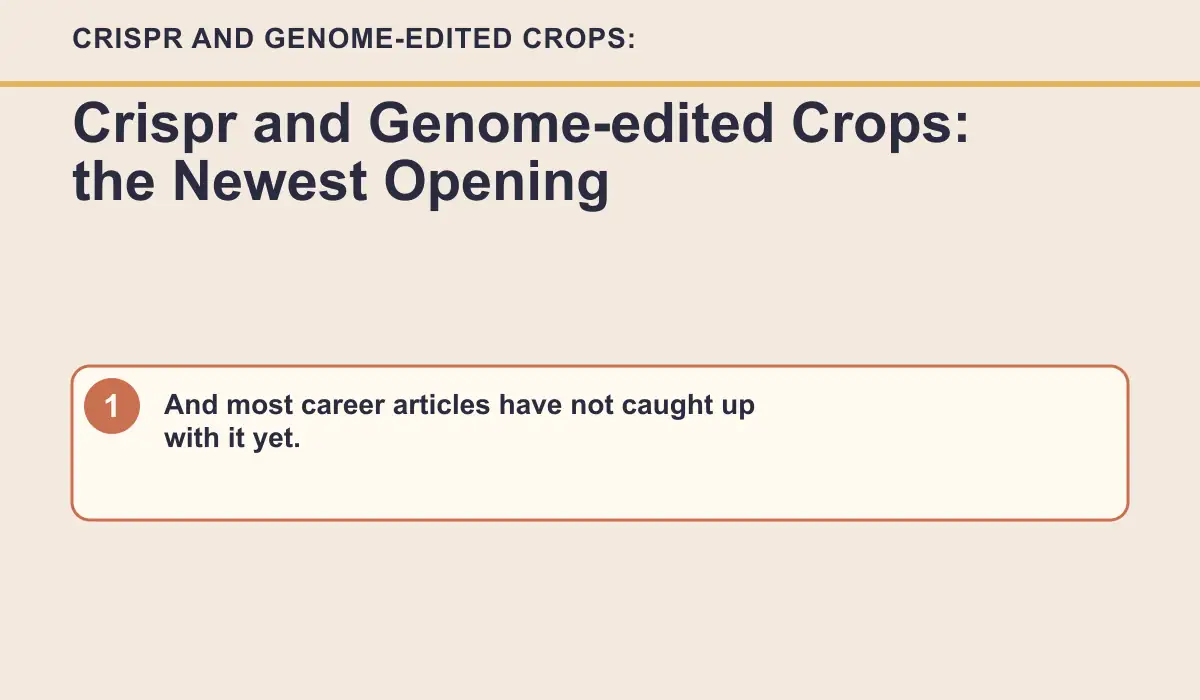 CRISPR AND GENOME-EDITED CROPS:
Crispr and Genome-edited Crops:
the Newest Opening
1
And most career articles have not caught up
with it yet.